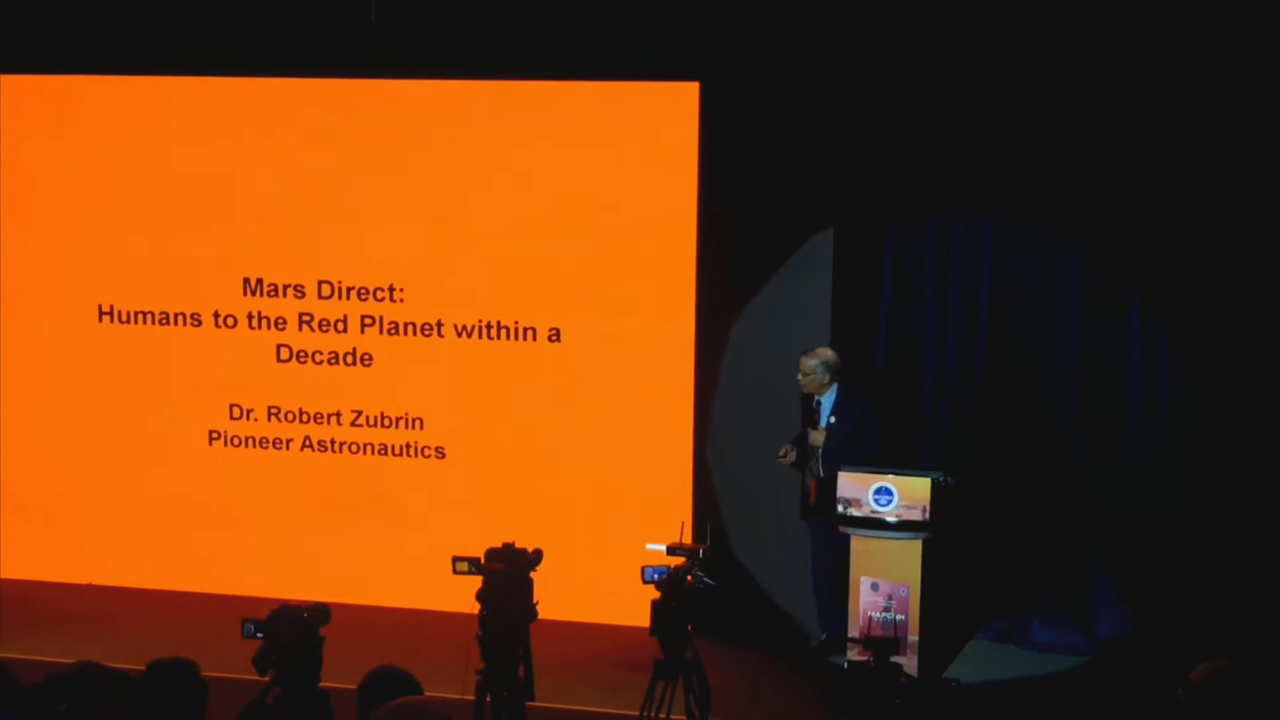 Mars Direct:
Humans to the Red Planet within a
Decade
Dr. Robert Zubrin
Pioneer Astronautics